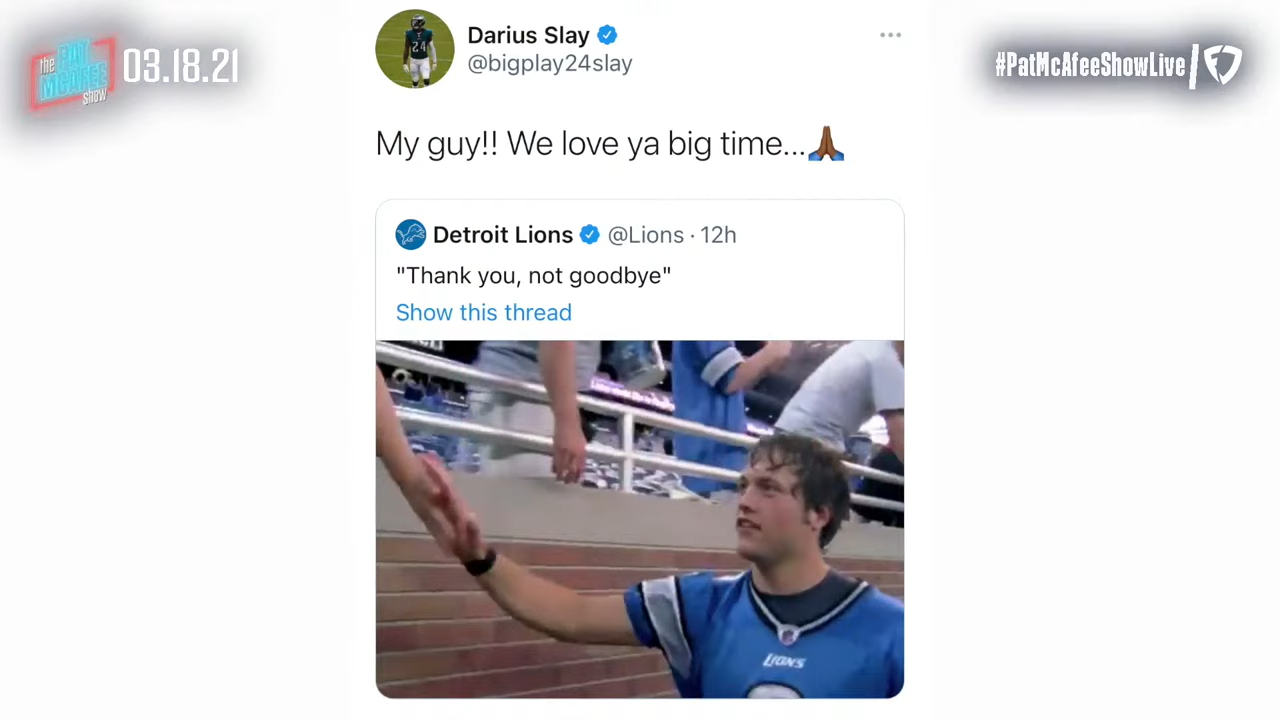 the PAT MCAFEE Show
03.18.21
#PatMcAfeeShowLive
Darius Slay
@bigplay24slay
24
My guy!! We love ya big time...🙏🏾
Detroit Lions @Lions · 12h
"Thank you, not goodbye"
Show this thread
LIONS